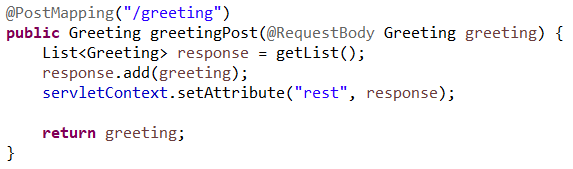 @PostMapping("/greeting")
public Greeting greetingPost(@RequestBody Greeting greeting) {
    List<Greeting> response = getList();
    response.add(greeting);
    servletContext.setAttribute("rest", response);

    return greeting;
}